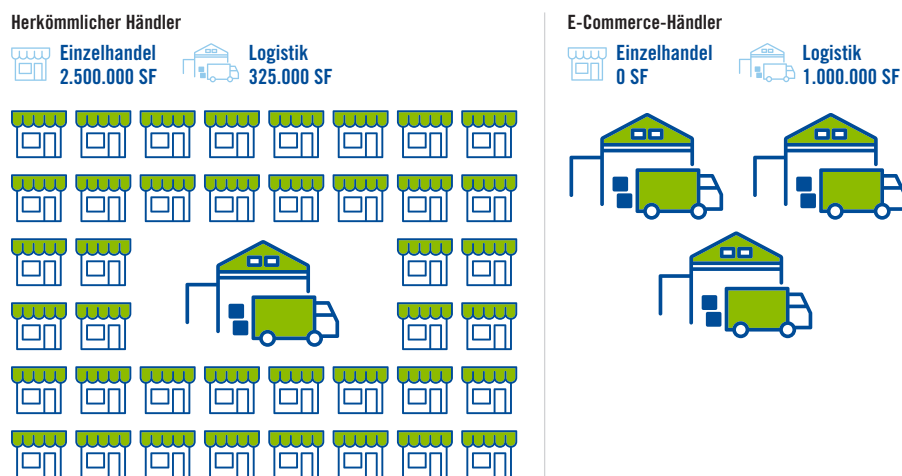 Herkömmlicher Händler
Einzelhandel
2.500.000 SF
Logistik
325.000 SF
E-Commerce-Händler
Einzelhandel
0 SF
Logistik
1.000.000 SF